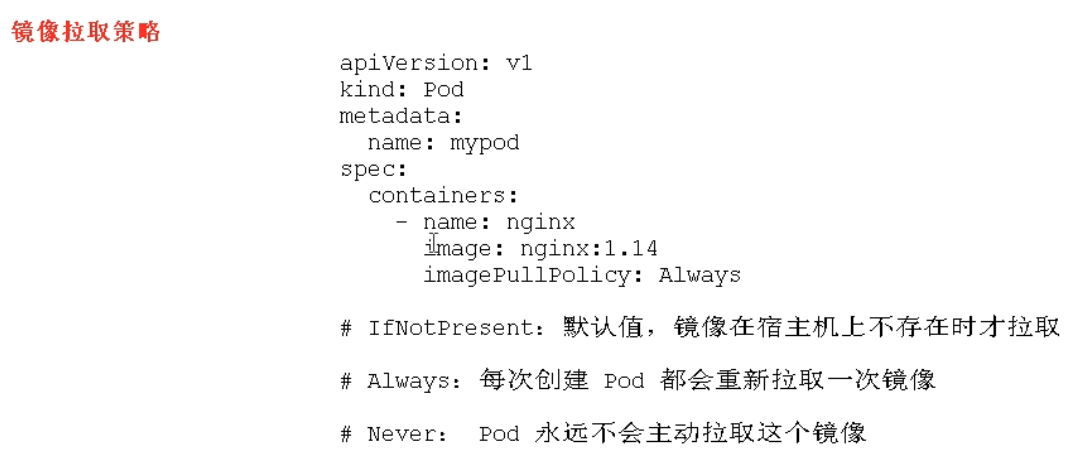 镜像拉取策略
apiVersion: v1
kind: Pod
metadata:
  name: mypod
spec:
  containers:
    - name: nginx
      image: nginx:1.14
      imagePullPolicy: Always
# IfNotPresent: 默认值，镜像在宿主机上不存在时才拉取
# Always: 每次创建 Pod 都会重新拉取一次镜像
# Never: Pod 永远不会主动拉取这个镜像